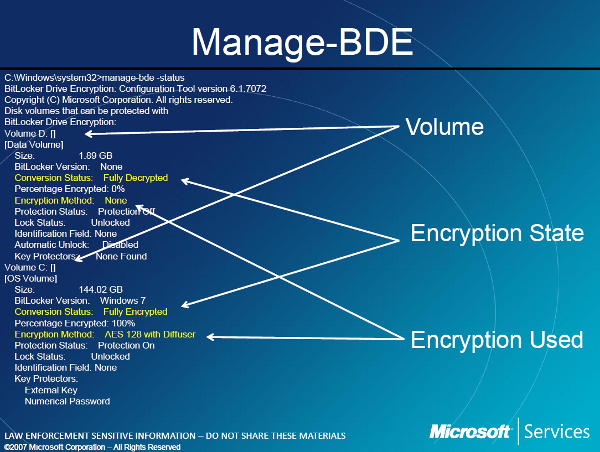 Manage-BDE
C:\Windows\system32>manage-bde -status
BitLocker Drive Encryption: Configuration Tool version 6.1.7072
Copyright (C) Microsoft Corporation. All rights reserved.
Disk volumes that can be protected with
BitLocker Drive Encryption:
Volume D: []
[Data Volume]
Size: 1.89 GB
BitLocker Version: None
Conversion Status: Fully Decrypted
Percentage Encrypted: 0%
Encryption Method: None
Protection Status: Protection Off
Lock Status: Unlocked
Identification Field: None
Automatic Unlock: Disabled
Key Protectors: None Found
Volume C: []
[OS Volume]
Size: 144.02 GB
BitLocker Version: Windows 7
Conversion Status: Fully Encrypted
Percentage Encrypted: 100%
Encryption Method: AES 128 with Diffuser
Protection Status: Protection On
Lock Status: Unlocked
Identification Field: None
Key Protectors:
External Key
Numerical Password
Volume
Encryption State
Encryption Used
LAW ENFORCEMENT SENSITIVE INFORMATION – DO NOT SHARE THESE MATERIALS
©2007 Microsoft Corporation – All Rights Reserved
Microsoft Services